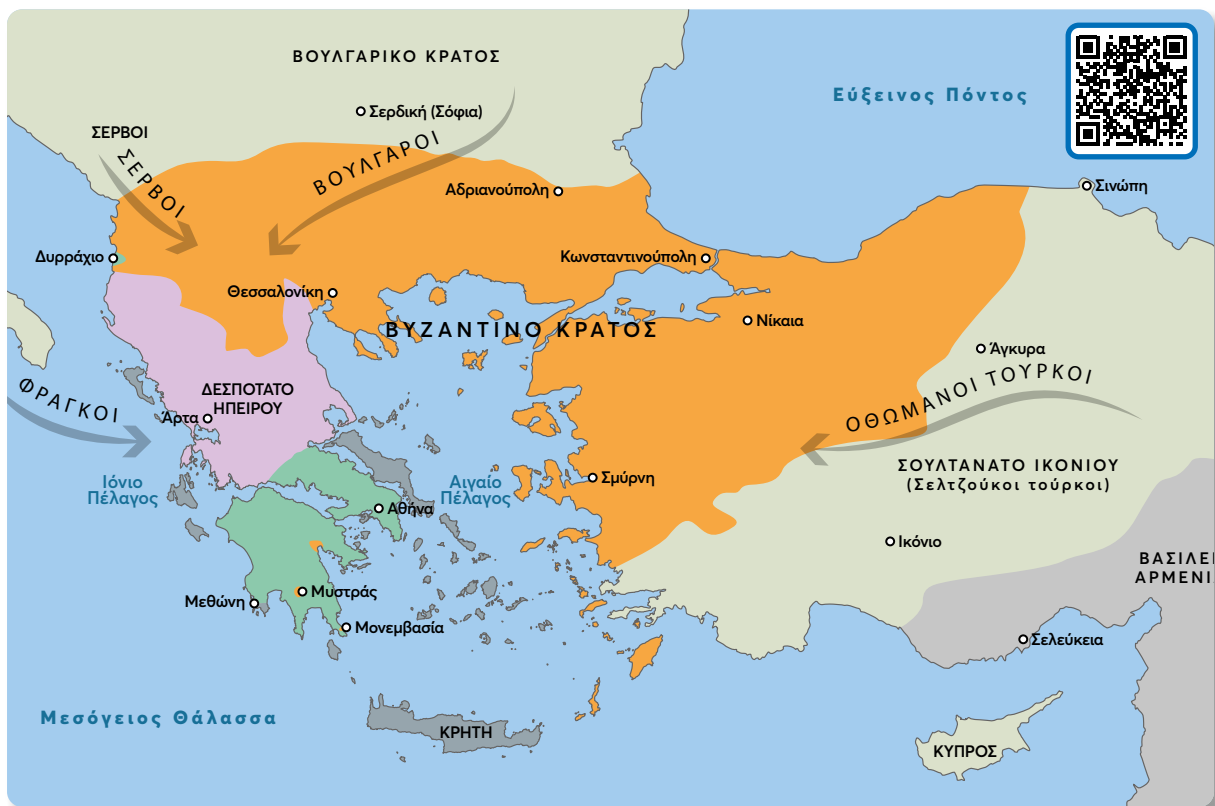 ΒΟΥΛΓΑΡΙΚΟ ΚΡΑΤΟΣ
Εύξεινος Πόντος
Σερδική (Σόφια)
ΣΕΡΒΟΙ
ΣΕΡΒΟΙ
ΒΟΥΛΓΑΡΟΙ
Αδριανούπολη
Σινώπη
Δυρράχιο
Κωνσταντινούπολη
Θεσσαλονίκη
ΒΥΖΑΝΤΙΝΟ ΚΡΑΤΟΣ
Νίκαια
Άγκυρα
ΦΡΑΓΚΟΙ
ΔΕΣΠΟΤΑΤΟ
ΗΠΕΙΡΟΥ
Άρτα
ΟΘΩΜΑΝΟΙ ΤΟΥΡΚΟΙ
ΣΟΥΛΤΑΝΑΤΟ ΙΚΟΝΙΟΥ
(Σελτζούκοι τούρκοι)
Ιόνιο
Πέλαγος
Αιγαίο
Πέλαγος
Σμύρνη
Αθήνα
Ικόνιο
ΒΑΣΙΛΕΙ
ΑΡΜΕΝΙ
Μυστράς
Μεθώνη
Μονεμβασία
Σελεύκεια
Μεσόγειος Θάλασσα
ΚΡΗΤΗ
ΚΥΠΡΟΣ